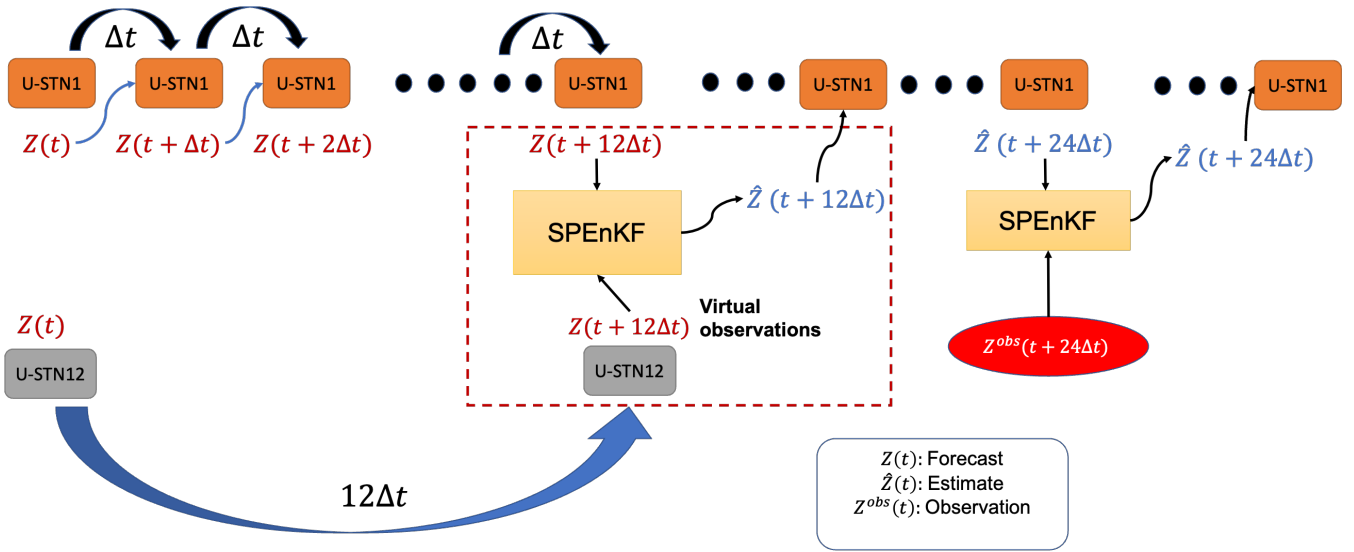 Δt Δt Δt
U-STN1 U-STN1 U-STN1 U-STN1 U-STN1 U-STN1 U-STN1
Z(t) Z(t + Δt) Z(t + 2Δt) Z(t + 12Δt) Ẑ (t + 24Δt) Ẑ (t + 24Δt)
Ẑ (t + 12Δt)
SPEnKF SPEnKF
Virtual
observations
Z(t) Z(t + 12Δt)
Z^obs(t + 24Δt)
U-STN12 U-STN12
12Δt
Z(t): Forecast
Ẑ(t): Estimate
Z^obs(t): Observation